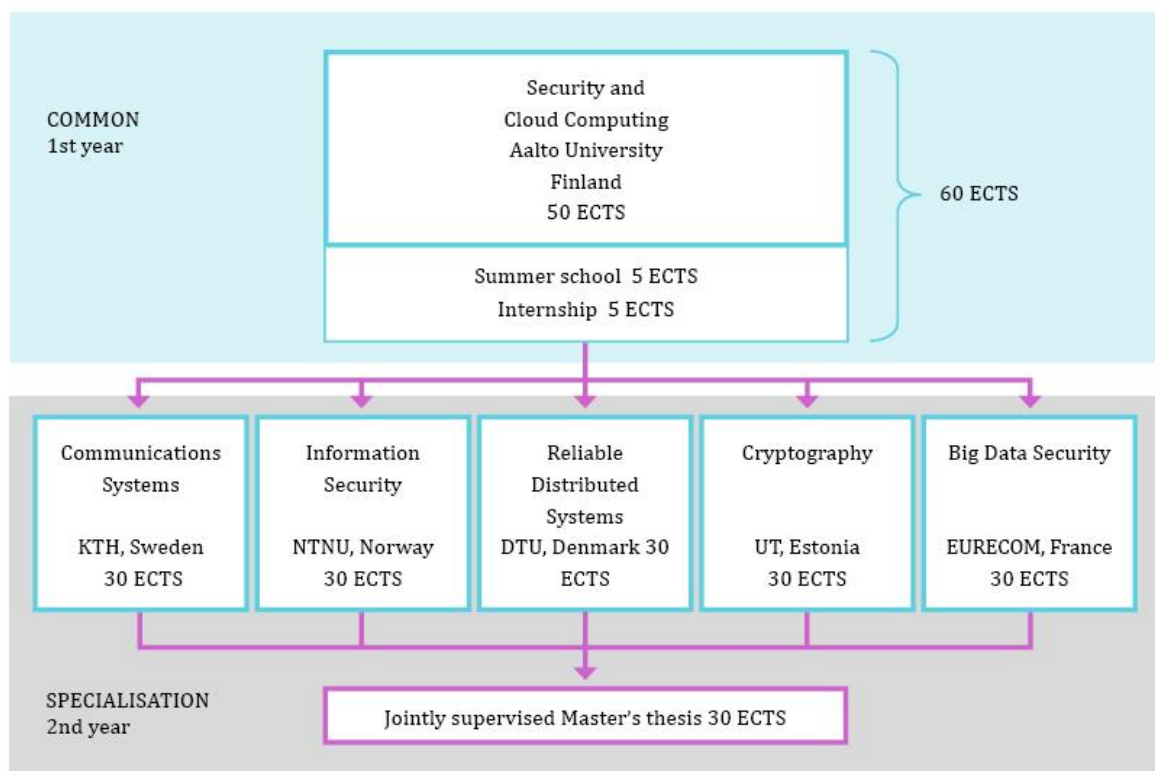 COMMON
1st year
Security and
Cloud Computing
Aalto University
Finland
50 ECTS
60 ECTS
Summer school 5 ECTS
Internship 5 ECTS
Communications
Systems
KTH, Sweden
30 ECTS
Information
Security
NTNU, Norway
30 ECTS
Reliable
Distributed
Systems
DTU, Denmark 30
ECTS
Cryptography
UT, Estonia
30 ECTS
Big Data Security
EURECOM, France
30 ECTS
SPECIALISATION
2nd year
Jointly supervised Master's thesis 30 ECTS